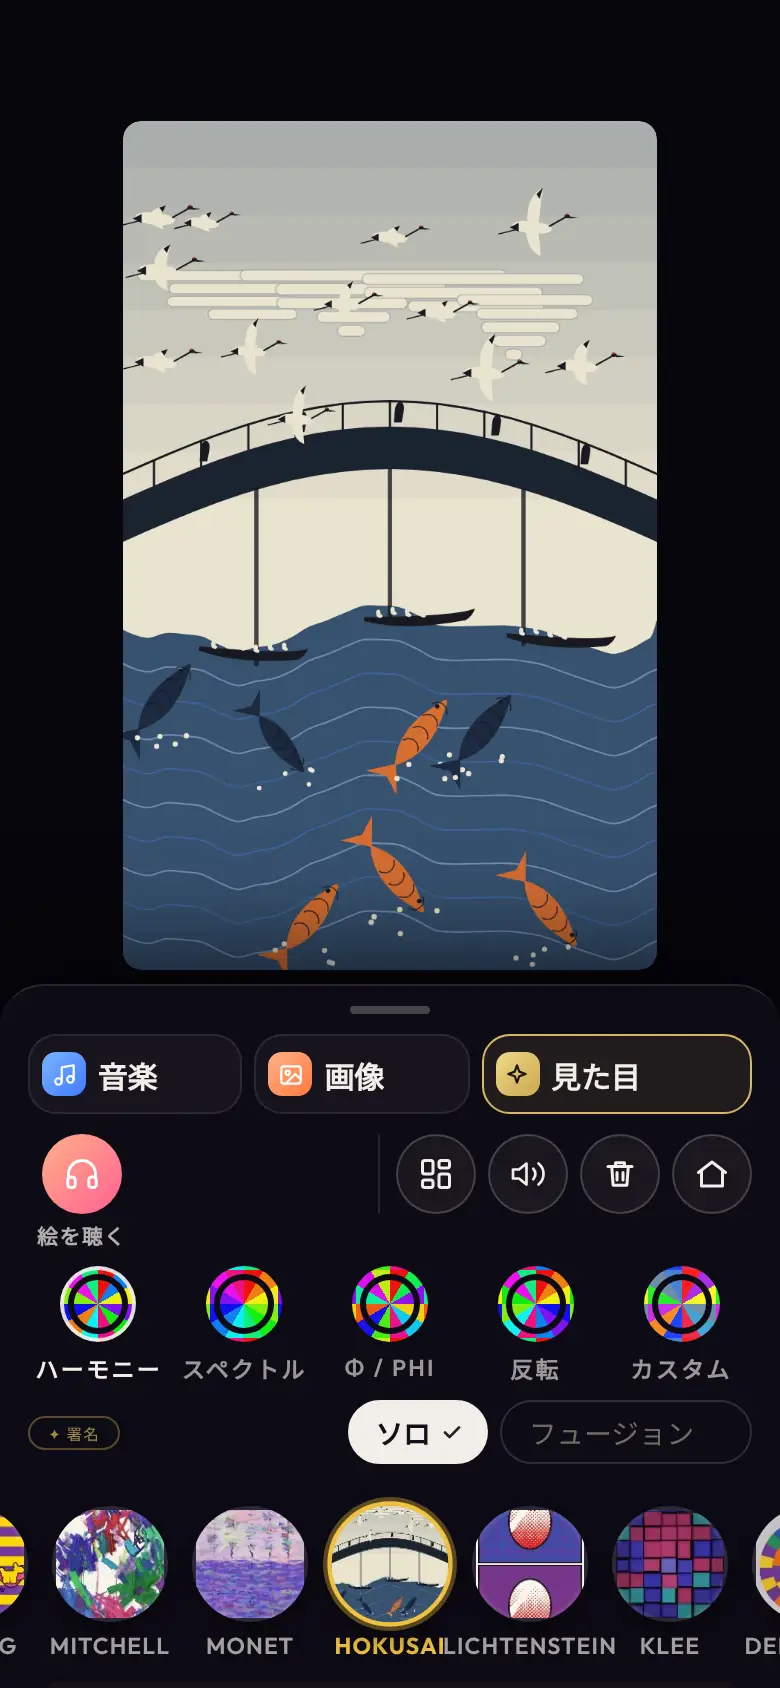 音楽
画像
見た目
絵を聴く
ハーモニー
スペクトル
Φ / PHI
反転
カスタム
✦ 署名
ソロ ✓
フュージョン
G
MITCHELL
MONET
HOKUSAI
LICHTENSTEIN
KLEE
DE